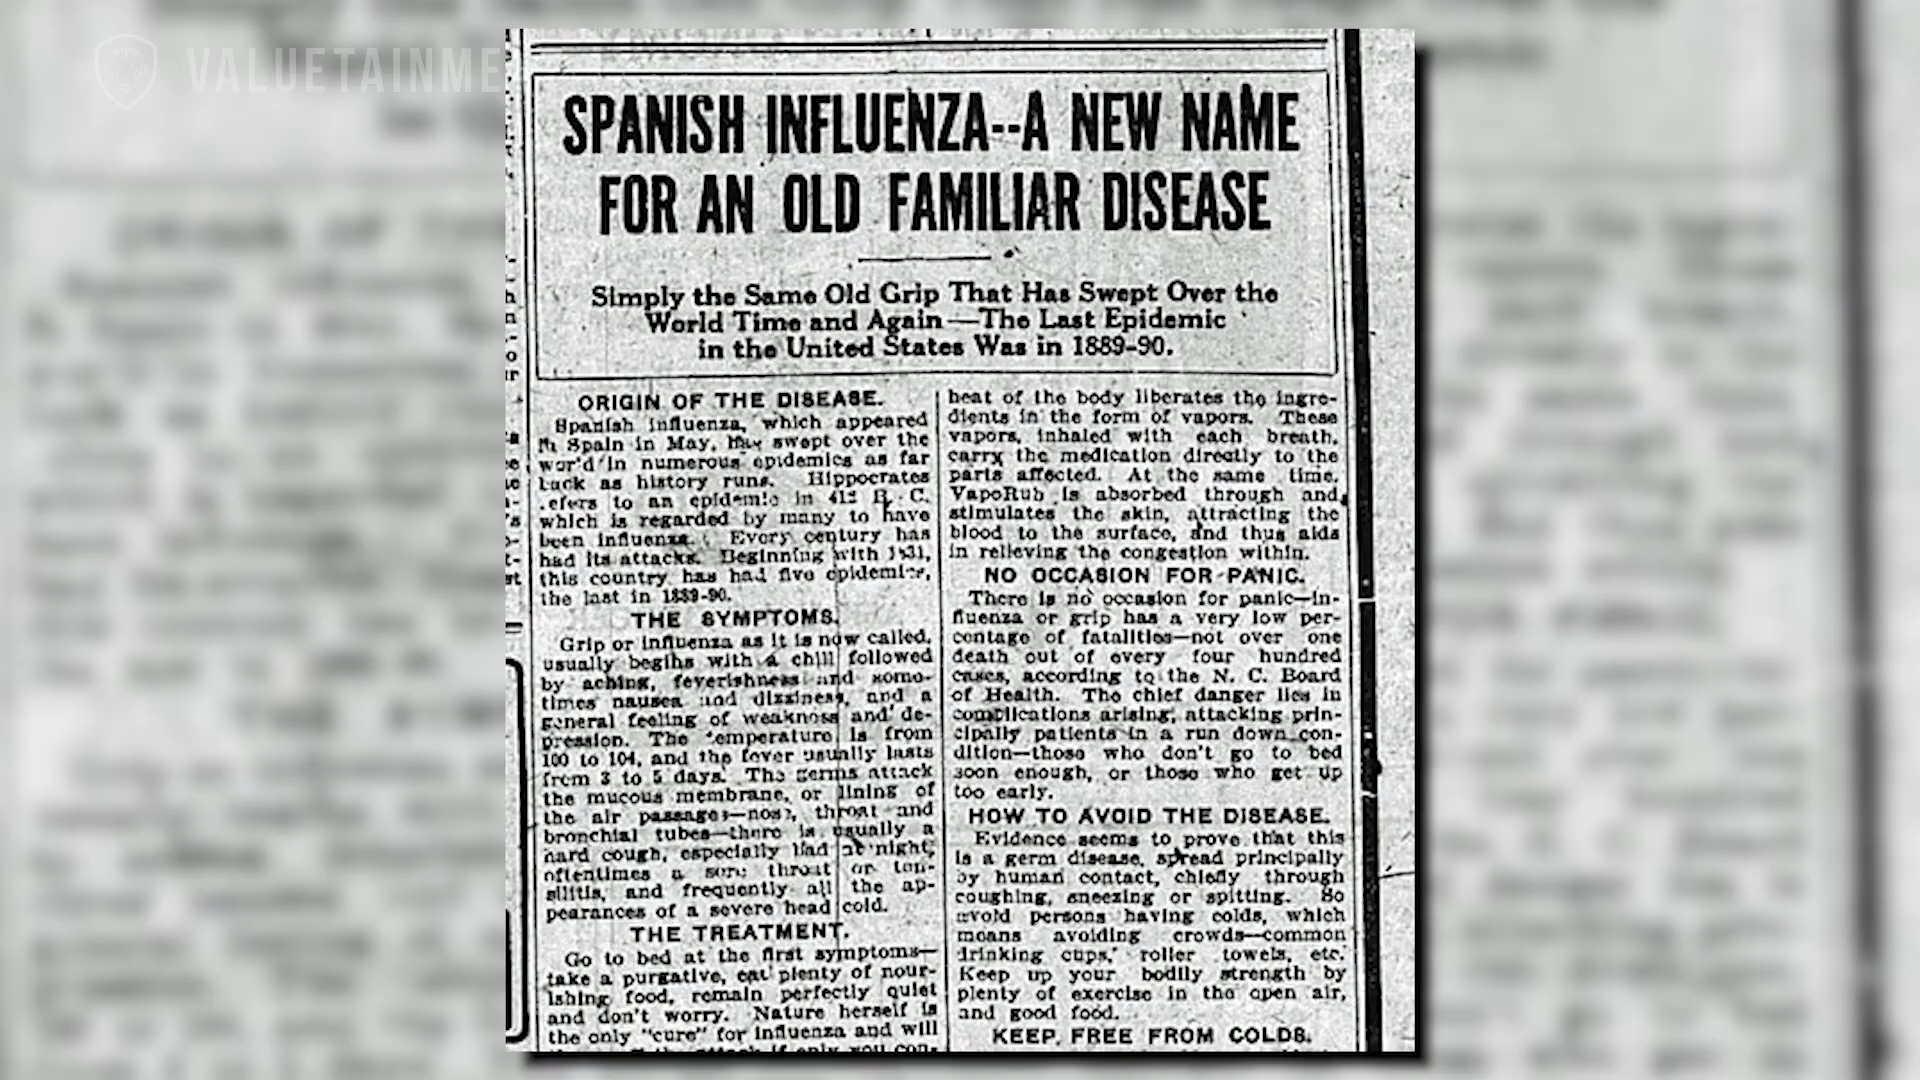 VALUETAINME
SPANISH INFLUENZA--A NEW NAME
FOR AN OLD FAMILIAR DISEASE
Simply the Same Old Grip That Has Swept Over the
World Time and Again—The Last Epidemic
in the United States Was in 1889-90.
ORIGIN OF THE DISEASE.
Spanish influenza, which appeared
in Spain in May, has swept over the
wor'd in numerous epidemics as far
back as history runs. Hippocrates
.efers to an epidemic in 412 B. C.
which is regarded by many to have
been influenza. Every century has
had its attacks. Beginning with 1831,
this country has had five epidemics,
the last in 1889-90.
THE SYMPTOMS.
Grip or influenza as it is now called,
usually begins with a chill followed
by aching, feverishness and some-
times nausea and dizziness, and a
general feeling of weakness and de-
pression. The temperature is from
100 to 104, and the fever usually lasts
from 3 to 5 days. The germs attack
the mucous membrane, or lining of
the air passages—nose, throat and
bronchial tubes—there is usually a
hard cough, especially bad at night,
oftentimes a sore throat or ton-
silitis, and frequently all the ap-
pearances of a severe head cold.
THE TREATMENT.
Go to bed at the first symptoms—
take a purgative, eat plenty of nour-
ishing food, remain perfectly quiet
and don't worry. Nature herself is
the only "cure" for influenza and will
the attack if only you con-
heat of the body liberates the ingre-
dients in the form of vapors. These
vapors, inhaled with each breath,
carry the medication directly to the
parts affected. At the same time,
VapoRub is absorbed through and
stimulates the skin, attracting the
blood to the surface, and thus aids
in relieving the congestion within.
NO OCCASION FOR PANIC.
There is no occasion for panic—in-
fluenza or grip has a very low per-
centage of fatalities—not over one
death out of every four hundred
cases, according to the N. C. Board
of Health. The chief danger lies in
complications arising, attacking prin-
cipally patients in a run down con-
dition—those who don't go to bed
soon enough, or those who get up
too early.
HOW TO AVOID THE DISEASE.
Evidence seems to prove that this
is a germ disease, spread principally
by human contact, chiefly through
coughing, sneezing or spitting. So
avoid persons having colds, which
means avoiding crowds—common
drinking cups, roller towels, etc.
Keep up your bodily strength by
plenty of exercise in the open air,
and good food.
KEEP FREE FROM COLDS.